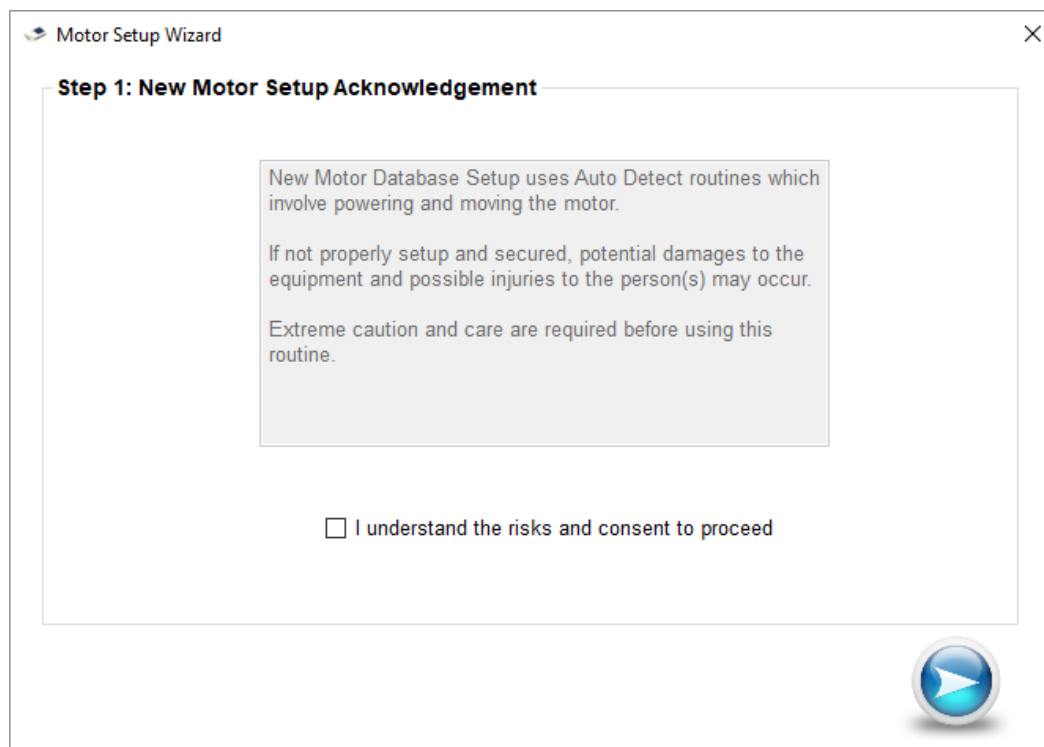 Motor Setup Wizard
Step 1: New Motor Setup Acknowledgement
New Motor Database Setup uses Auto Detect routines which
involve powering and moving the motor.
If not properly setup and secured, potential damages to the
equipment and possible injuries to the person(s) may occur.
Extreme caution and care are required before using this
routine.
I understand the risks and consent to proceed